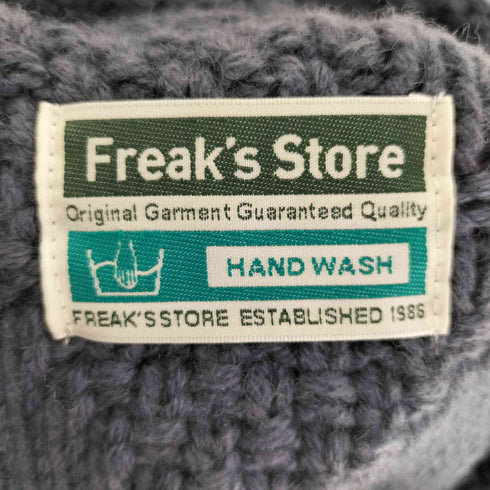 Freak's Store
Original Garment Guaranteed Quality
HAND WASH
FREAK'S STORE ESTABLISHED 1986